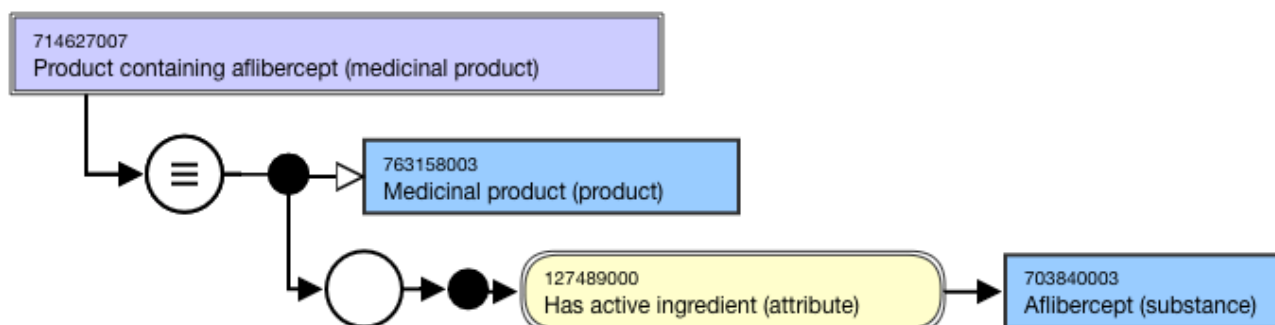 714627007
Product containing aflibercept (medicinal product)
763158003
Medicinal product (product)
127489000
Has active ingredient (attribute)
703840003
Aflibercept (substance)